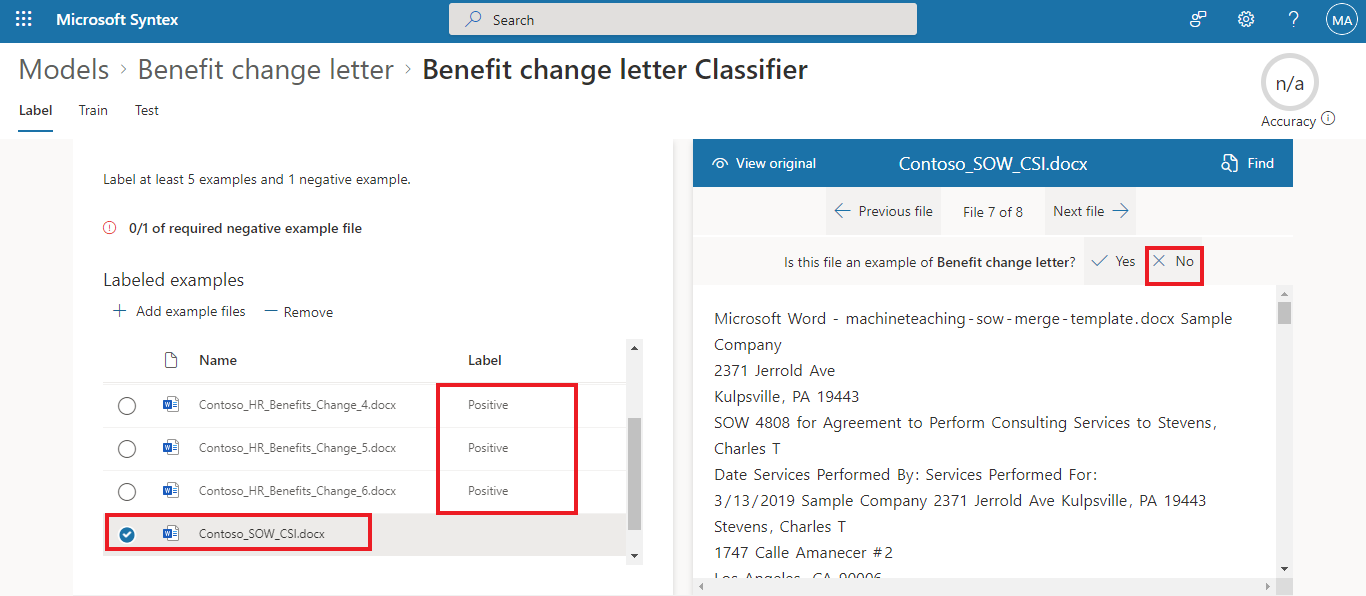 Microsoft Syntex
Search
?
MA
Models > Benefit change letter > Benefit change letter Classifier
n/a
Accuracy
Label Train Test
Label at least 5 examples and 1 negative example.
0/1 of required negative example file
Labeled examples
+ Add example files — Remove
Name Label
Contoso_HR_Benefits_Change_4.docx Positive
Contoso_HR_Benefits_Change_5.docx Positive
Contoso_HR_Benefits_Change_6.docx Positive
Contoso_SOW_CSI.docx
View original Contoso_SOW_CSI.docx Find
← Previous file File 7 of 8 Next file →
Is this file an example of Benefit change letter? Yes No
Microsoft Word - machineteaching-sow-merge-template.docx Sample
Company
2371 Jerrold Ave
Kulpsville, PA 19443
SOW 4808 for Agreement to Perform Consulting Services to Stevens,
Charles T
Date Services Performed By: Services Performed For:
3/13/2019 Sample Company 2371 Jerrold Ave Kulpsville, PA 19443
Stevens, Charles T
1747 Calle Amanecer #2
Los Angeles, CA 90006